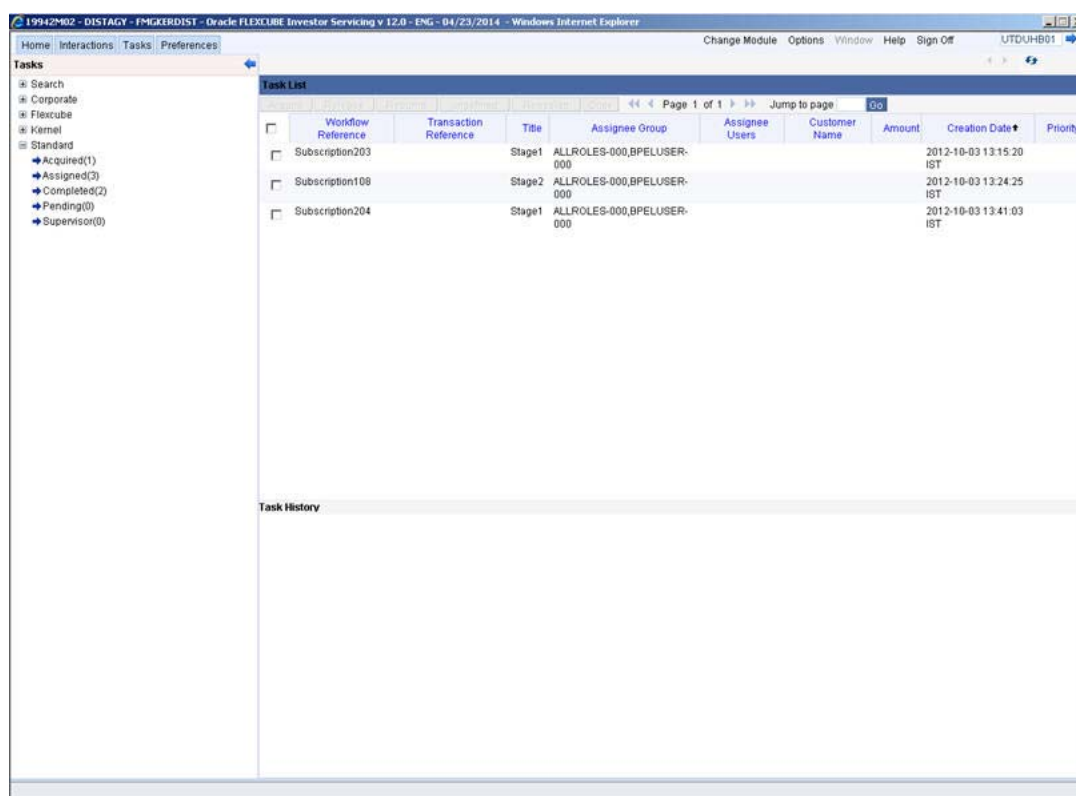 19942M02 - DISTAGY - FMGKERDIST - Oracle FLEXCUBE Investor Servicing v 12.0 - ENG - 04/23/2014 - Windows Internet Explorer
Home Interactions Tasks Preferences Change Module Options Window Help Sign Off UTDUHB01
Tasks
Search
Corporate
Flexcube
Kernel
Standard
Acquired(1)
Assigned(3)
Completed(2)
Pending(0)
Supervisor(0)
Task List
Page 1 of 1 Jump to page Go
Workflow Reference Transaction Reference Title Assignee Group Assignee Users Customer Name Amount Creation Date Priority
Subscription203 Stage1 ALLROLES-000,BPELUSER- 2012-10-03 13:15:20
000 IST
Subscription108 Stage2 ALLROLES-000,BPELUSER- 2012-10-03 13:24:25
000 IST
Subscription204 Stage1 ALLROLES-000,BPELUSER- 2012-10-03 13:41:03
000 IST
Task History